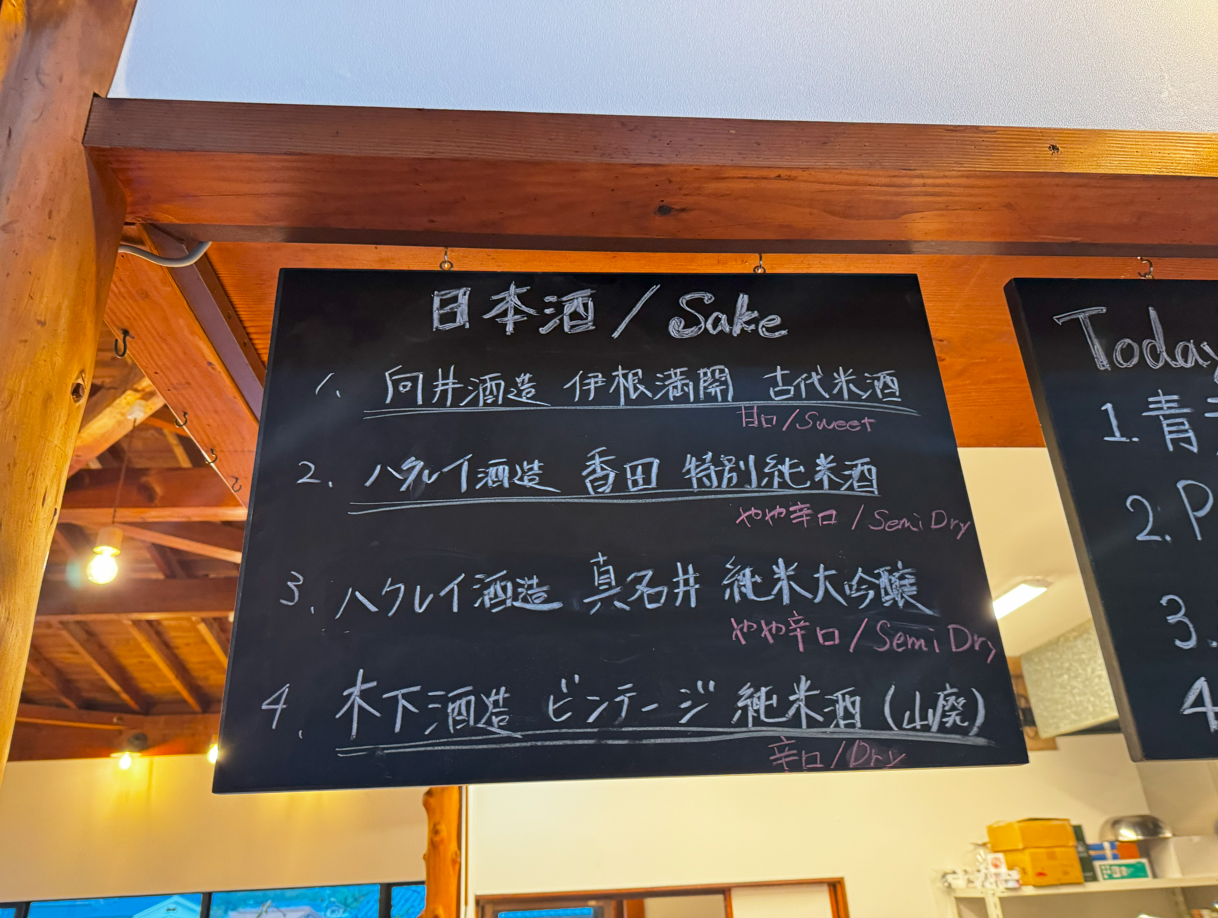 日本酒/Sake
1. 向井酒造 伊根満開 古代米酒
甘口/Sweet
2. ハクレイ酒造 香田 特別純米酒
やや辛口/Semi Dry
3. ハクレイ酒造 真名井 純米大吟醸
やや辛口/Semi Dry
4. 木下酒造 ビンテージ 純米酒(山廃)
辛口/Dry
Today
1. 青
2. P
3.
4